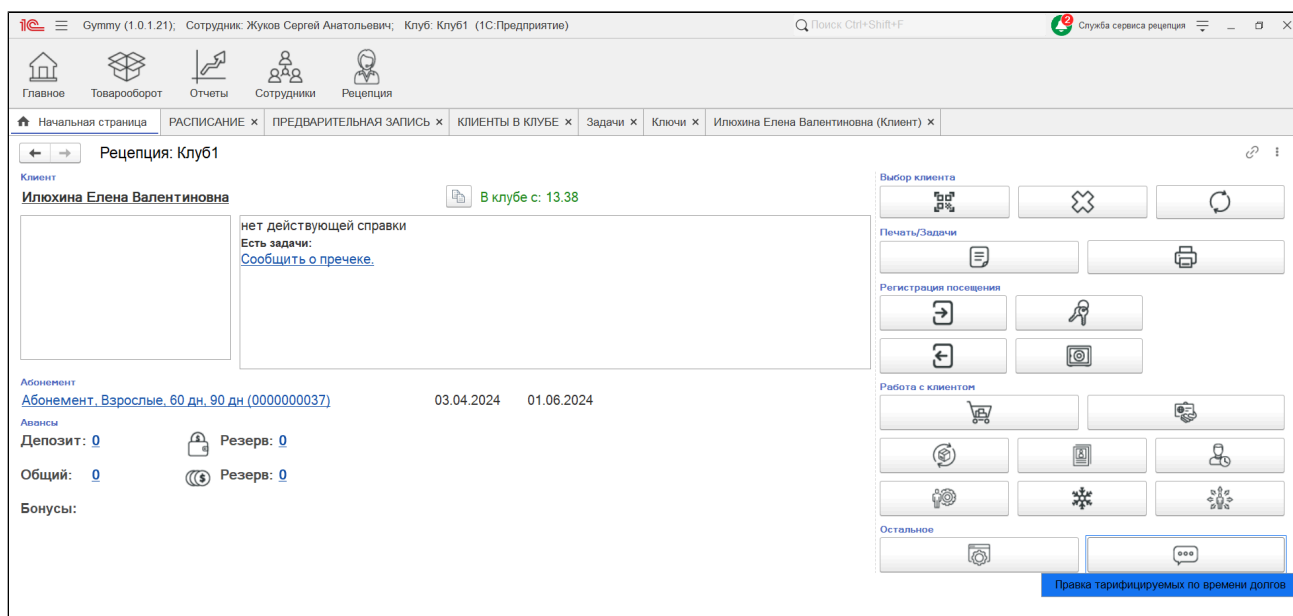 1С Gymmy (1.0.1.21); Сотрудник: Жуков Сергей Анатольевич; Клуб: Клуб1 (1С:Предприятие) Поиск Ctrl+Shift+F 2 Служба сервиса рецепция
Главное Товарооборот Отчеты Сотрудники Рецепция
Начальная страница РАСПИСАНИЕ × ПРЕДВАРИТЕЛЬНАЯ ЗАПИСЬ × КЛИЕНТЫ В КЛУБЕ × Задачи × Ключи × Илюхина Елена Валентиновна (Клиент) ×
Рецепция: Клуб1
Клиент
Илюхина Елена Валентиновна В клубе с: 13.38
нет действующей справки
Есть задачи:
Сообщить о пречеке.
Абонемент
Абонемент, Взрослые, 60 дн, 90 дн (0000000037) 03.04.2024 01.06.2024
Авансы
Депозит: 0 Резерв: 0
Общий: 0 Резерв: 0
Бонусы:
Выбор клиента
Печать/Задачи
Регистрация посещения
Работа с клиентом
Остальное
Правка тарифицируемых по времени долгов